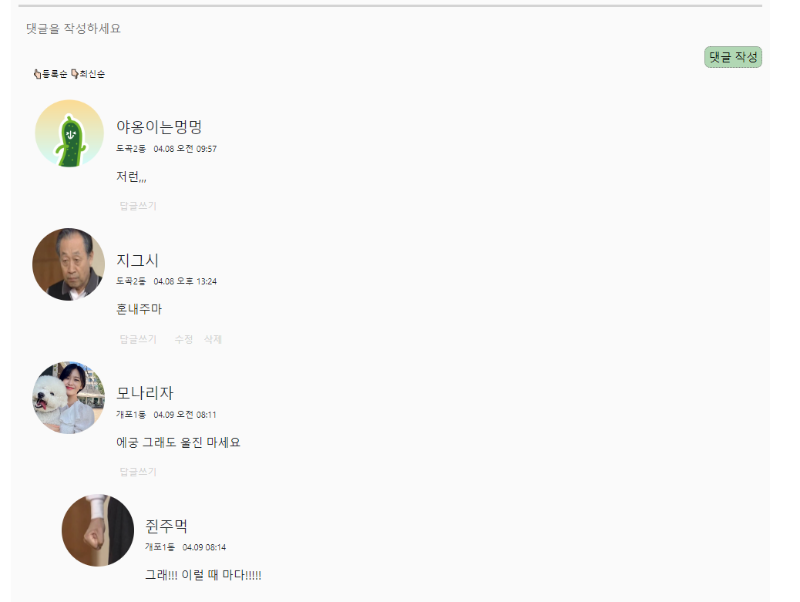 댓글을 작성하세요
댓글 작성
등록순 최신순
야옹이는멍멍
도곡2동 04.08 오전 09:57
저런,,,
답글쓰기
지그시
도곡2동 04.08 오후 13:24
혼내주마
답글쓰기 수정 삭제
모나리자
개포1동 04.09 오전 08:11
에궁 그래도 울진 마세요
답글쓰기
쥔주먹
개포1동 04.09 08:14
그래!!! 이럴 때 마다!!!!!